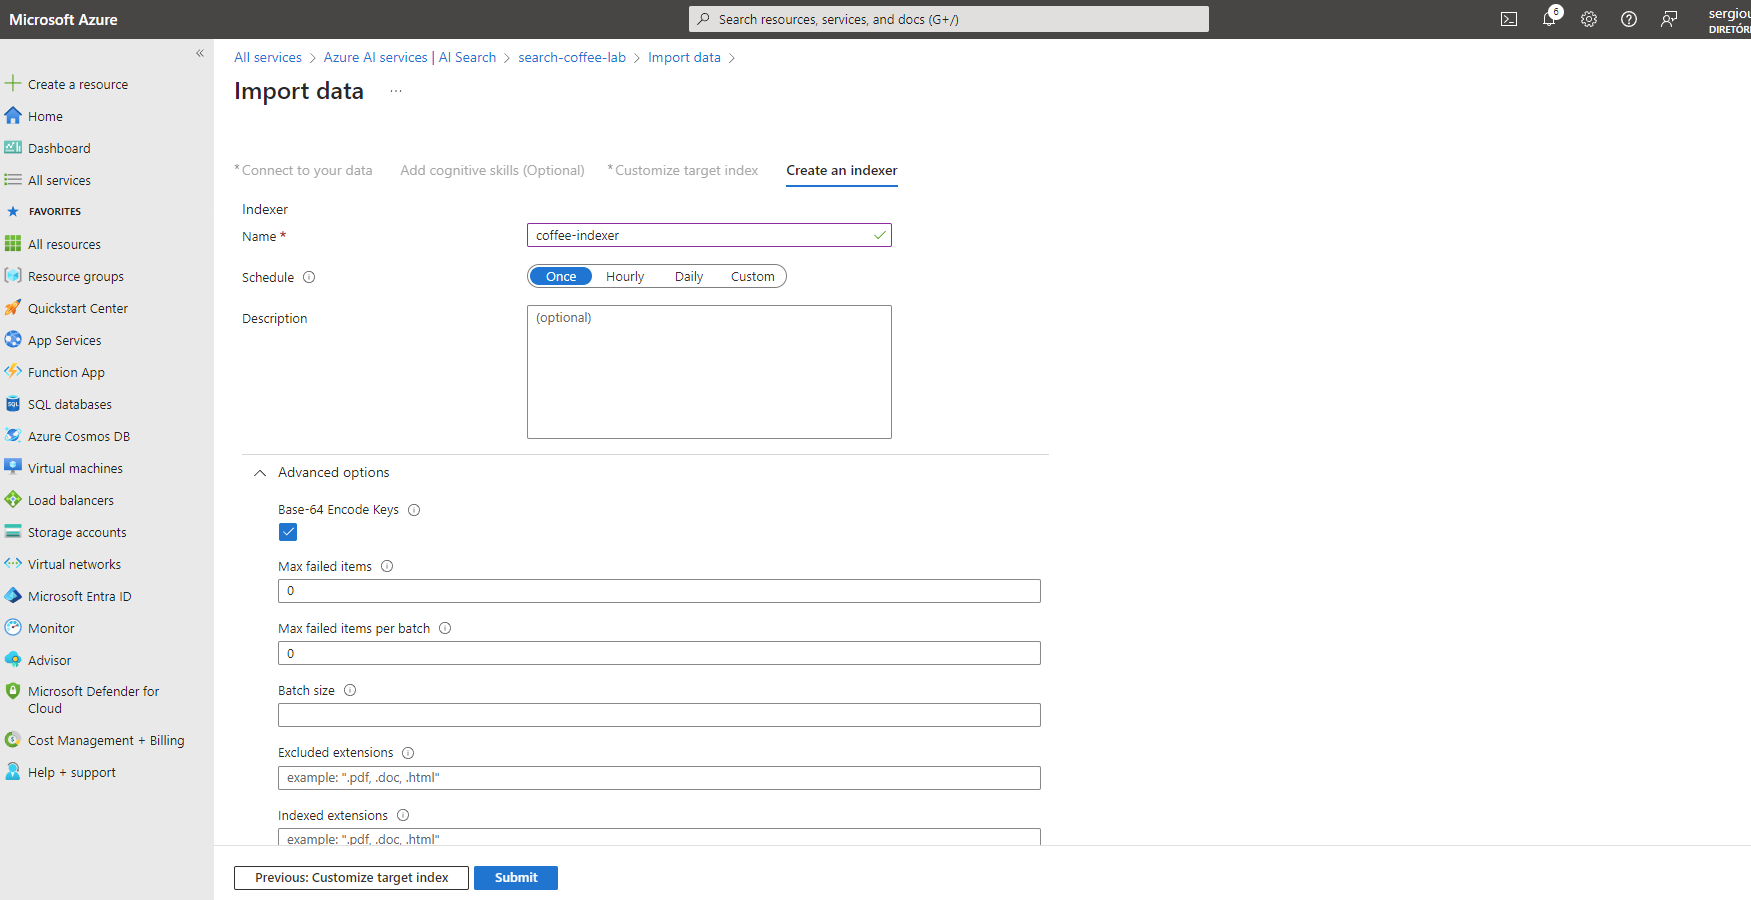 Microsoft Azure
Search resources, services, and docs (G+/)
6
sergiou
DIRETÓRI
«
Create a resource
Home
Dashboard
All services
FAVORITES
All resources
Resource groups
Quickstart Center
App Services
Function App
SQL databases
Azure Cosmos DB
Virtual machines
Load balancers
Storage accounts
Virtual networks
Microsoft Entra ID
Monitor
Advisor
Microsoft Defender for
Cloud
Cost Management + Billing
Help + support
All services > Azure AI services | AI Search > search-coffee-lab > Import data >
Import data ...
* Connect to your data Add cognitive skills (Optional) * Customize target index Create an indexer
Indexer
Name * coffee-indexer
Schedule Once Hourly Daily Custom
Description (optional)
Advanced options
Base-64 Encode Keys
Max failed items
0
Max failed items per batch
0
Batch size
Excluded extensions
example: ".pdf, .doc, .html"
Indexed extensions
example: ".pdf, .doc, .html"
Previous: Customize target index Submit